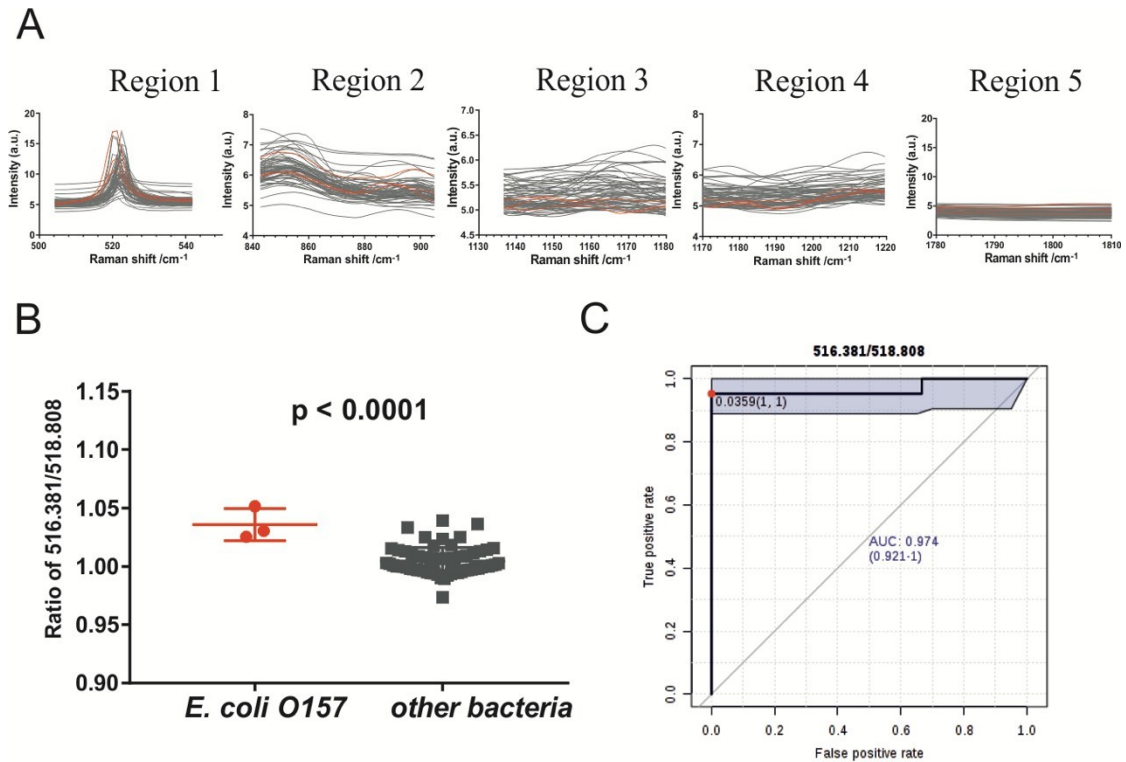 A
Region 1
Region 2
Region 3
Region 4
Region 5
Intensity (a.u.)
20
15
10
5
0
500
520
540
Raman shift /cm-1
Intensity (a.u.)
8
7
6
5
4
840
860
880
900
Raman shift /cm-1
Intensity (a.u.)
7.0
6.5
6.0
5.5
5.0
4.5
1130
1140
1150
1160
1170
1180
Raman shift /cm-1
Intensity (a.u.)
8
7
6
5
4
1170
1180
1190
1200
1210
1220
Raman shift /cm-1
Intensity (a.u.)
20
15
10
5
0
1780
1790
1800
1810
Raman shift /cm-1
B
Ratio of 516.381/518.808
1.15
1.10
1.05
1.00
0.95
0.90
p < 0.0001
E. coli O157
other bacteria
C
516.381/518.808
True positive rate
1.0
0.8
0.6
0.4
0.2
0.0
0.0359(1, 1)
AUC: 0.974
(0.921-1)
0.0
0.2
0.4
0.6
0.8
1.0
False positive rate